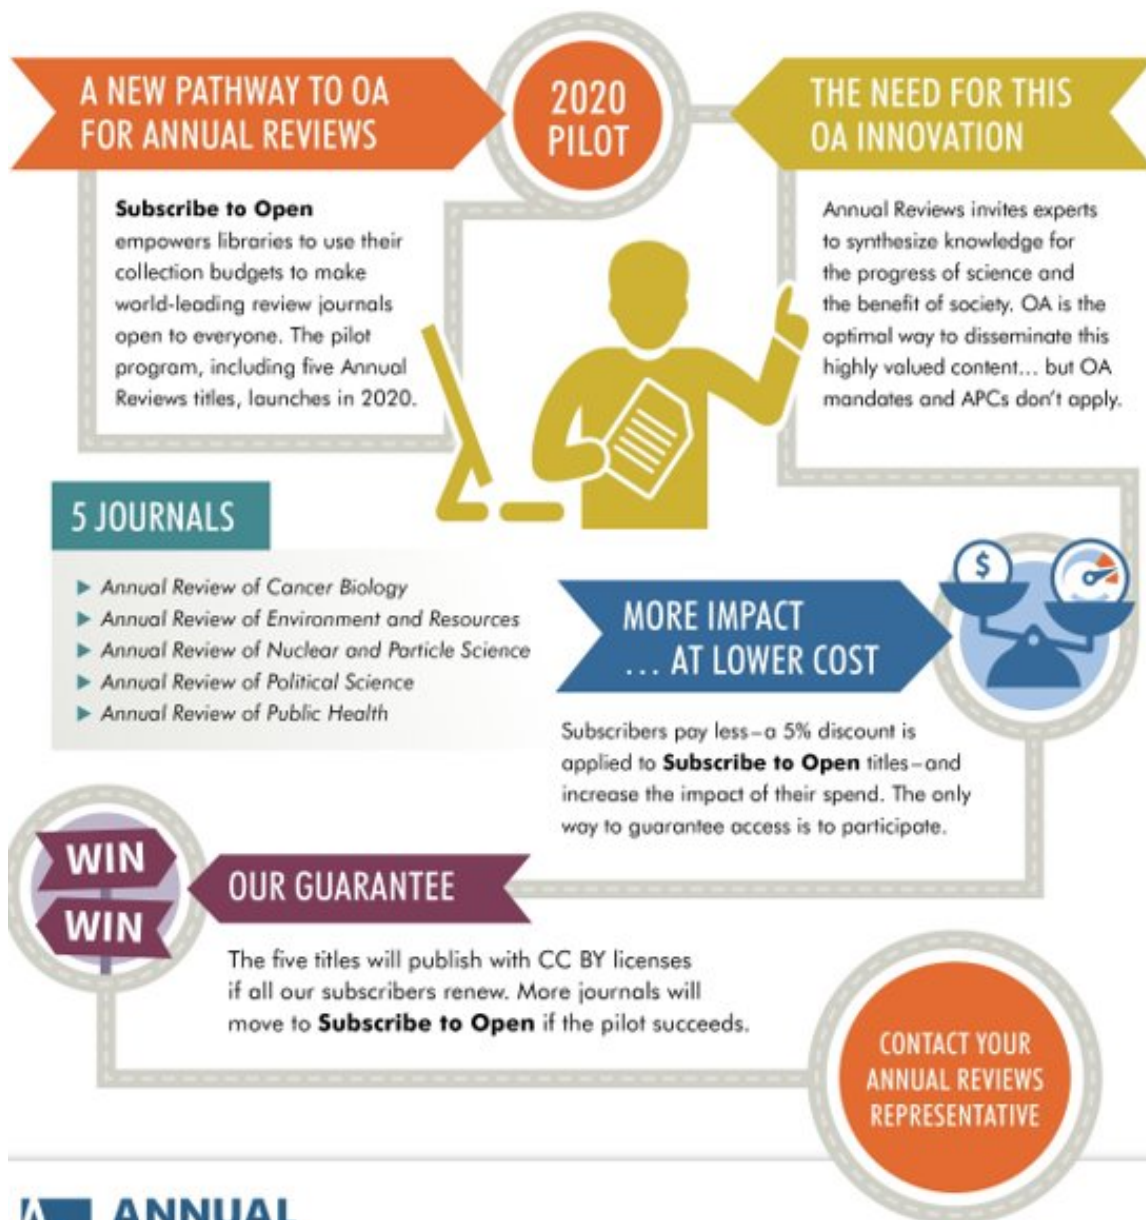 A NEW PATHWAY TO OA
FOR ANNUAL REVIEWS
2020
PILOT
THE NEED FOR THIS
OA INNOVATION
Subscribe to Open
empowers libraries to use their
collection budgets to make
world-leading review journals
open to everyone. The pilot
program, including five Annual
Reviews titles, launches in 2020.
Annual Reviews invites experts
to synthesize knowledge for
the progress of science and
the benefit of society. OA is the
optimal way to disseminate this
highly valued content... but OA
mandates and APCs don't apply.
5 JOURNALS
▶ Annual Review of Cancer Biology
▶ Annual Review of Environment and Resources
▶ Annual Review of Nuclear and Particle Science
▶ Annual Review of Political Science
▶ Annual Review of Public Health
$
MORE IMPACT
... AT LOWER COST
Subscribers pay less–a 5% discount is
applied to Subscribe to Open titles–and
increase the impact of their spend. The only
way to guarantee access is to participate.
WIN
WIN
OUR GUARANTEE
The five titles will publish with CC BY licenses
if all our subscribers renew. More journals will
move to Subscribe to Open if the pilot succeeds.
CONTACT YOUR
ANNUAL REVIEWS
REPRESENTATIVE
ANNUAL